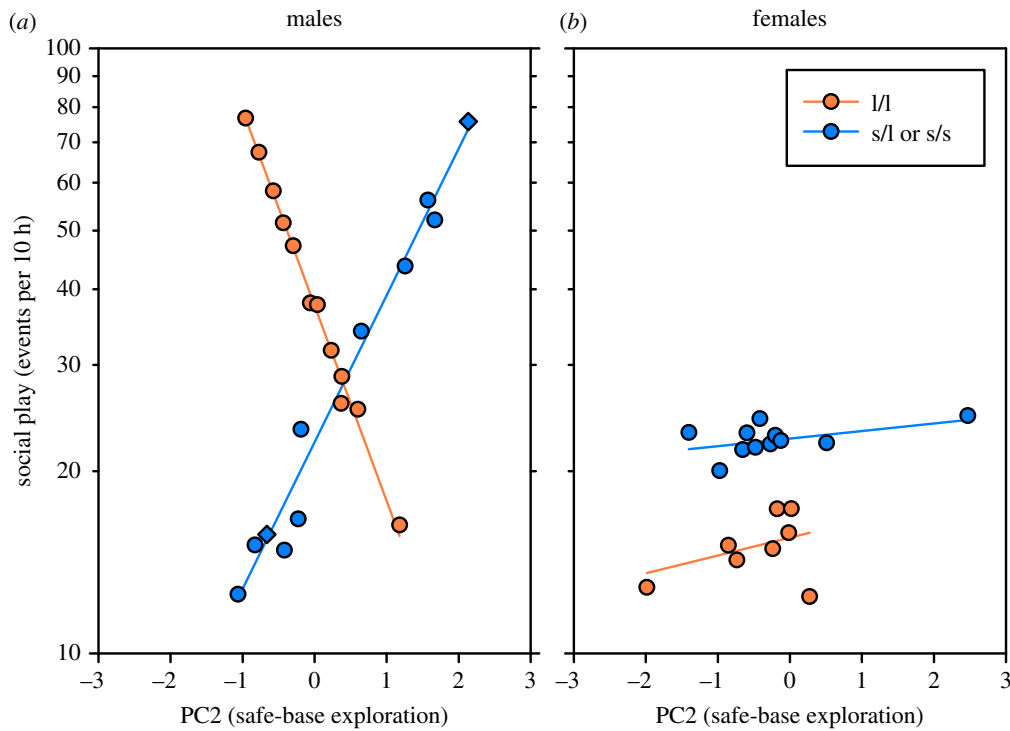 (a) males
(b) females
100
90
80
70
60
50
40
30
20
10
social play (events per 10 h)
–3 –2 –1 0 1 2 3
PC2 (safe-base exploration)
l/l
s/l or s/s
–3 –2 –1 0 1 2 3
PC2 (safe-base exploration)